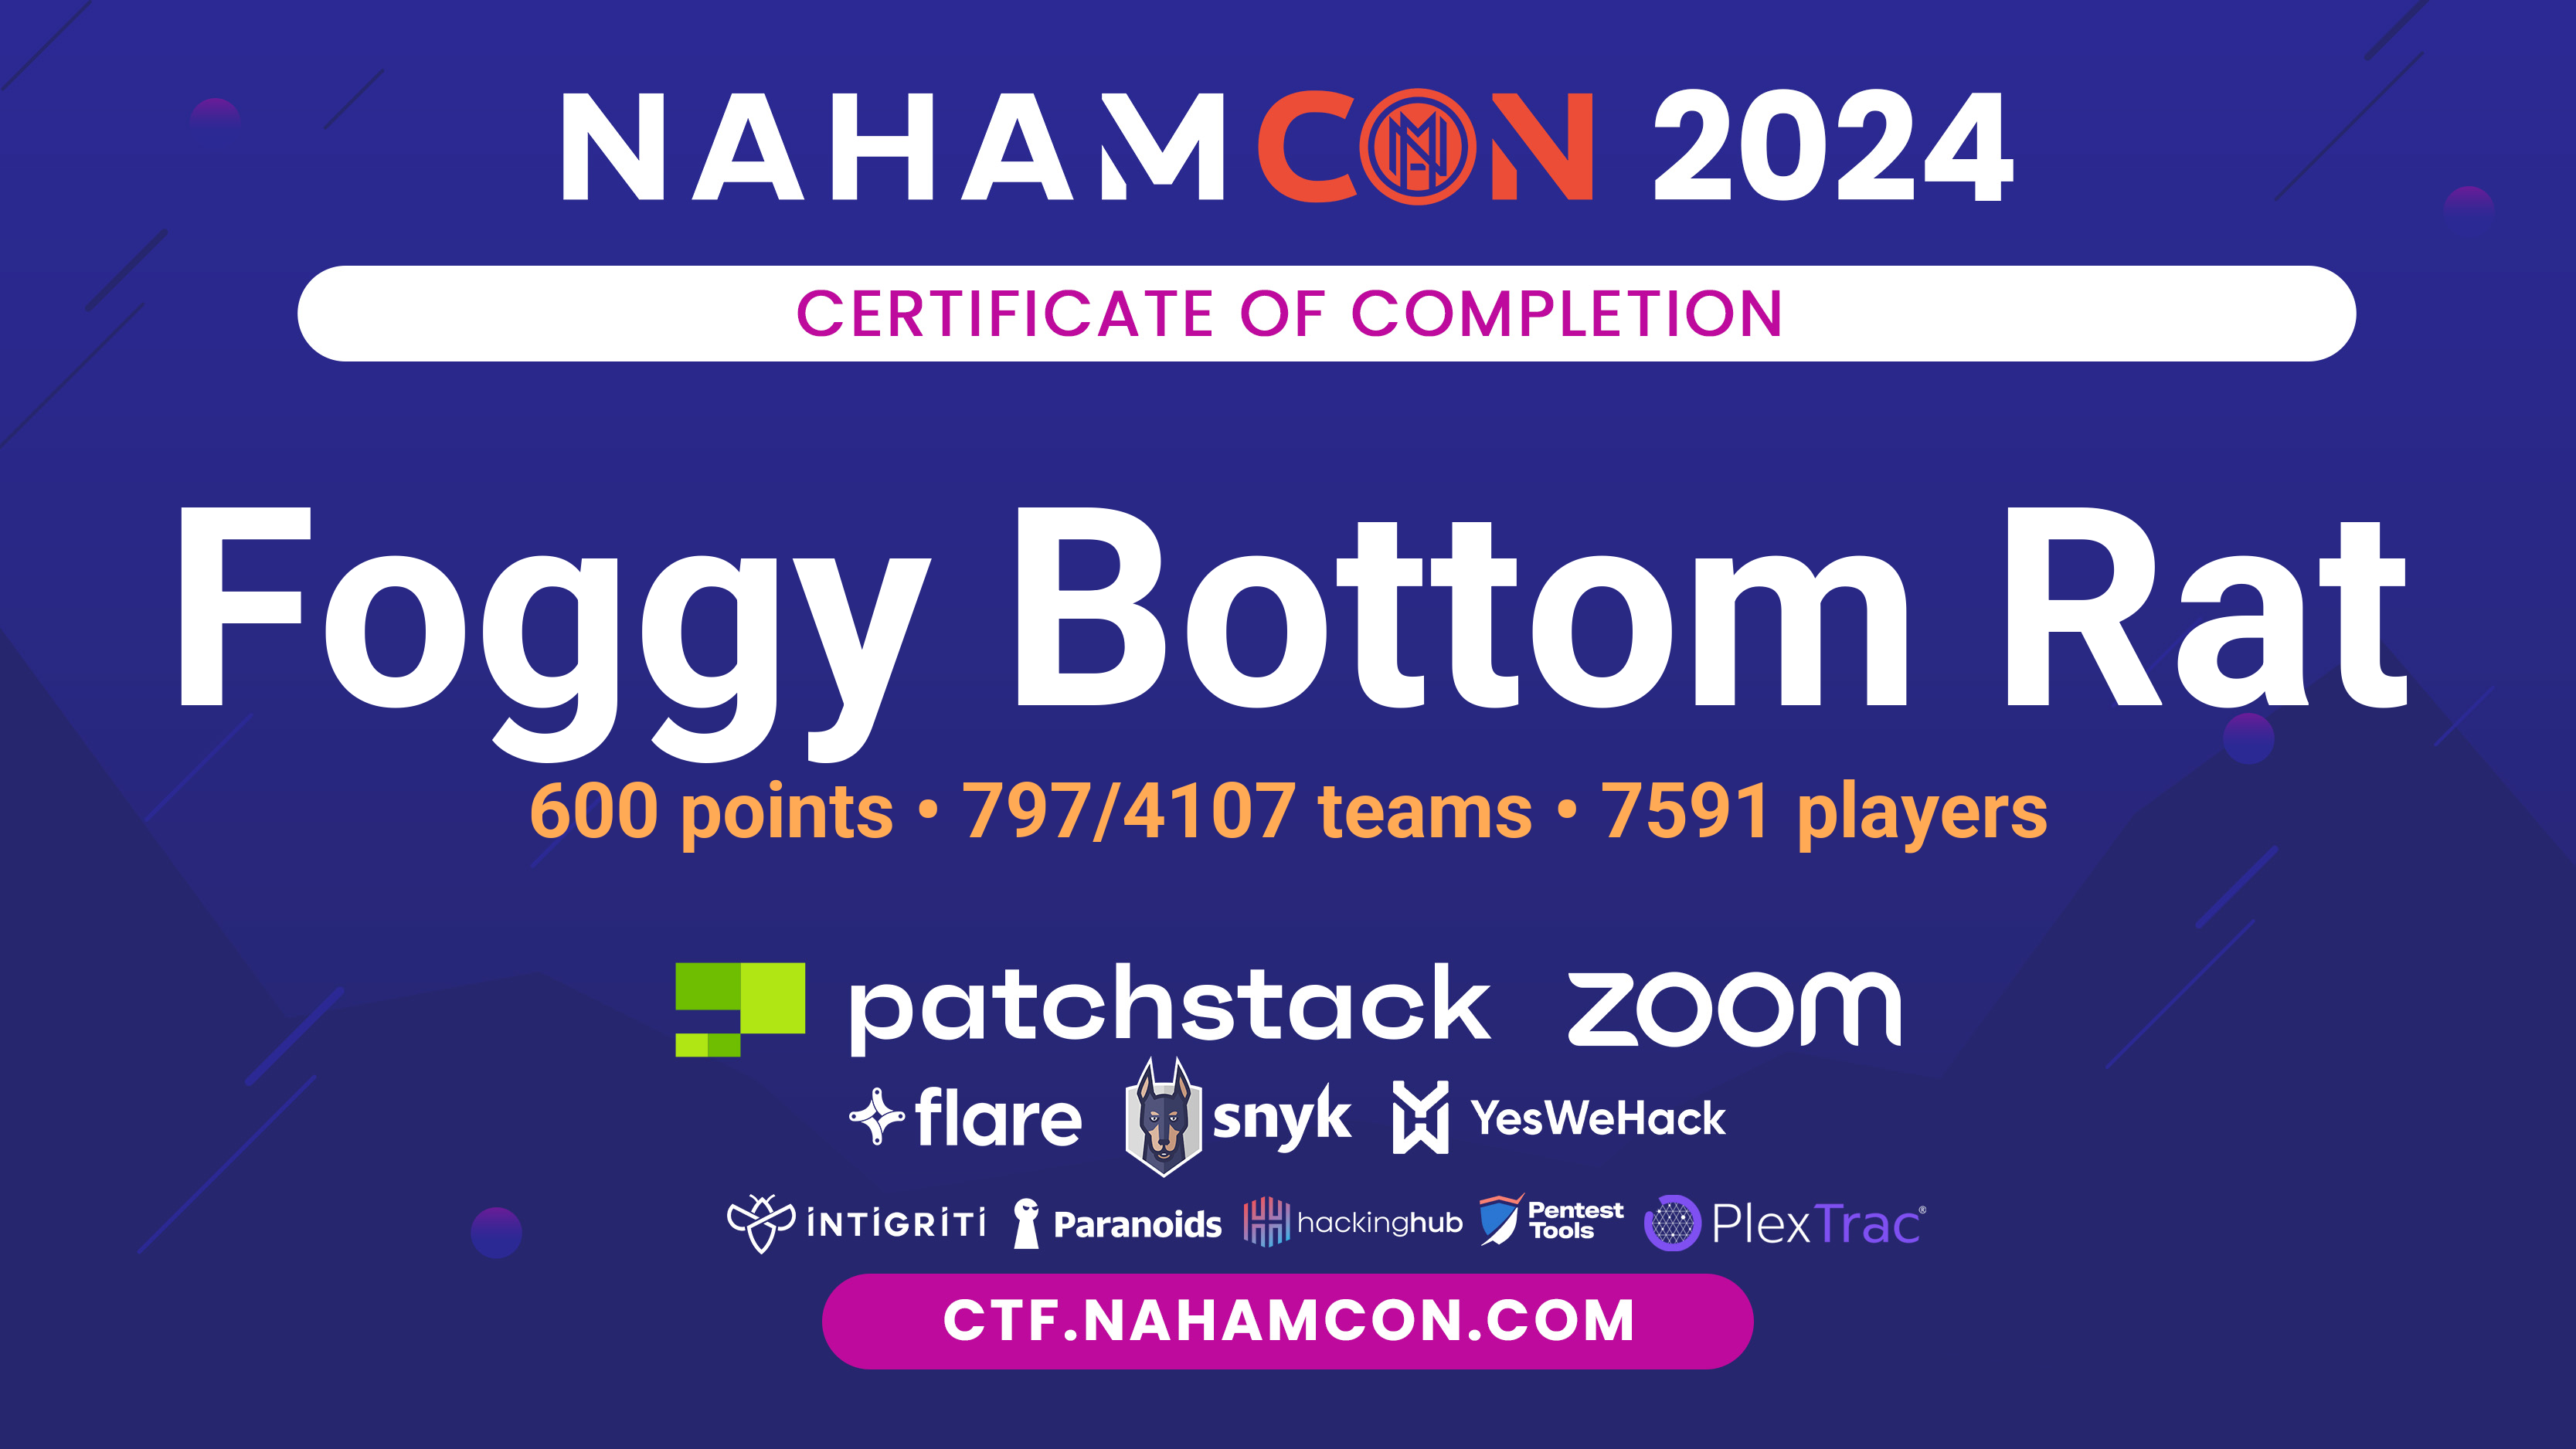 NAHAMCON 2024
CERTIFICATE OF COMPLETION
Foggy Bottom Rat
600 points • 797/4107 teams • 7591 players
patchstack zoom
flare snyk YesWeHack
INTIGRITI Paranoids hackinghub Pentest Tools PlexTrac®
CTF.NAHAMCON.COM